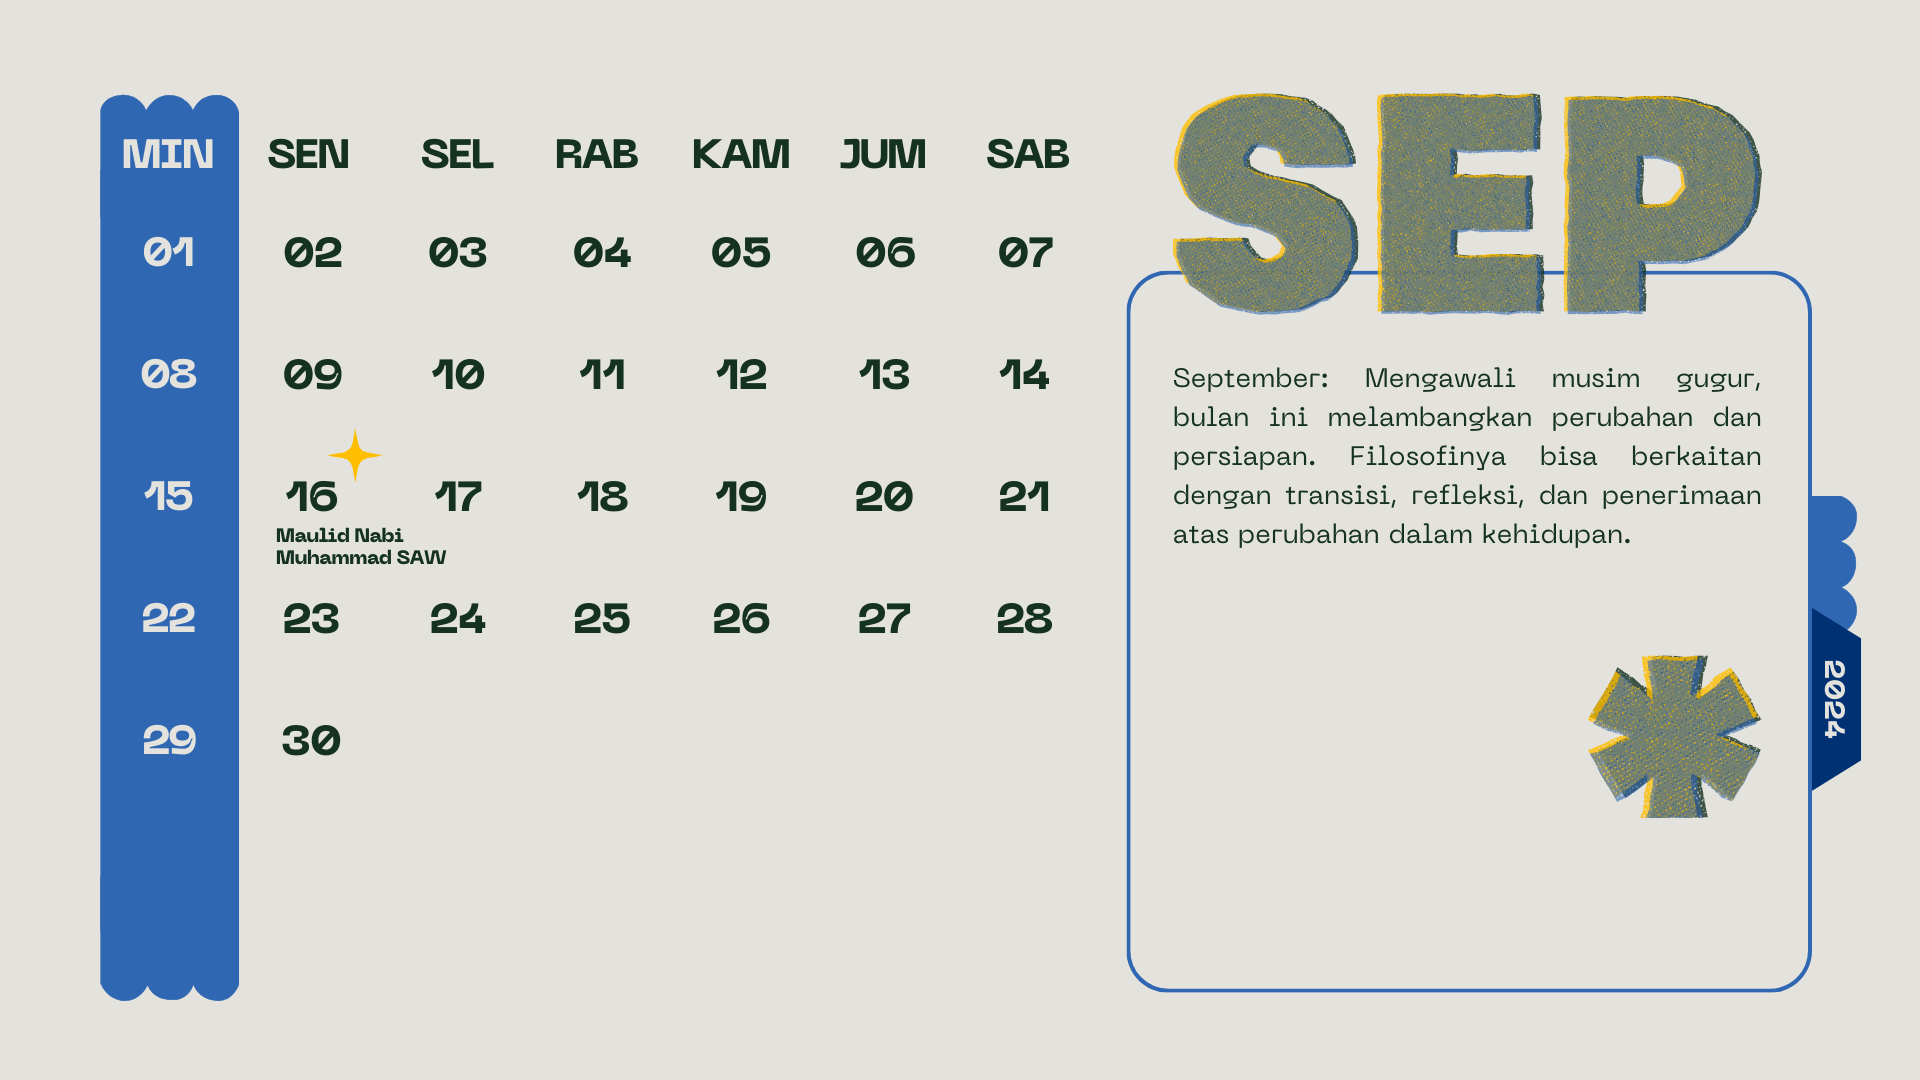 MIN SEN SEL RAB KAM JUM SAB
01 02 03 04 05 06 07
08 09 10 11 12 13 14
15 16 17 18 19 20 21
Maulid Nabi
Muhammad SAW
22 23 24 25 26 27 28
29 30
SEP
September: Mengawali musim gugur,
bulan ini melambangkan perubahan dan
persiapan. Filosofinya bisa berkaitan
dengan transisi, refleksi, dan penerimaan
atas perubahan dalam kehidupan.
2024